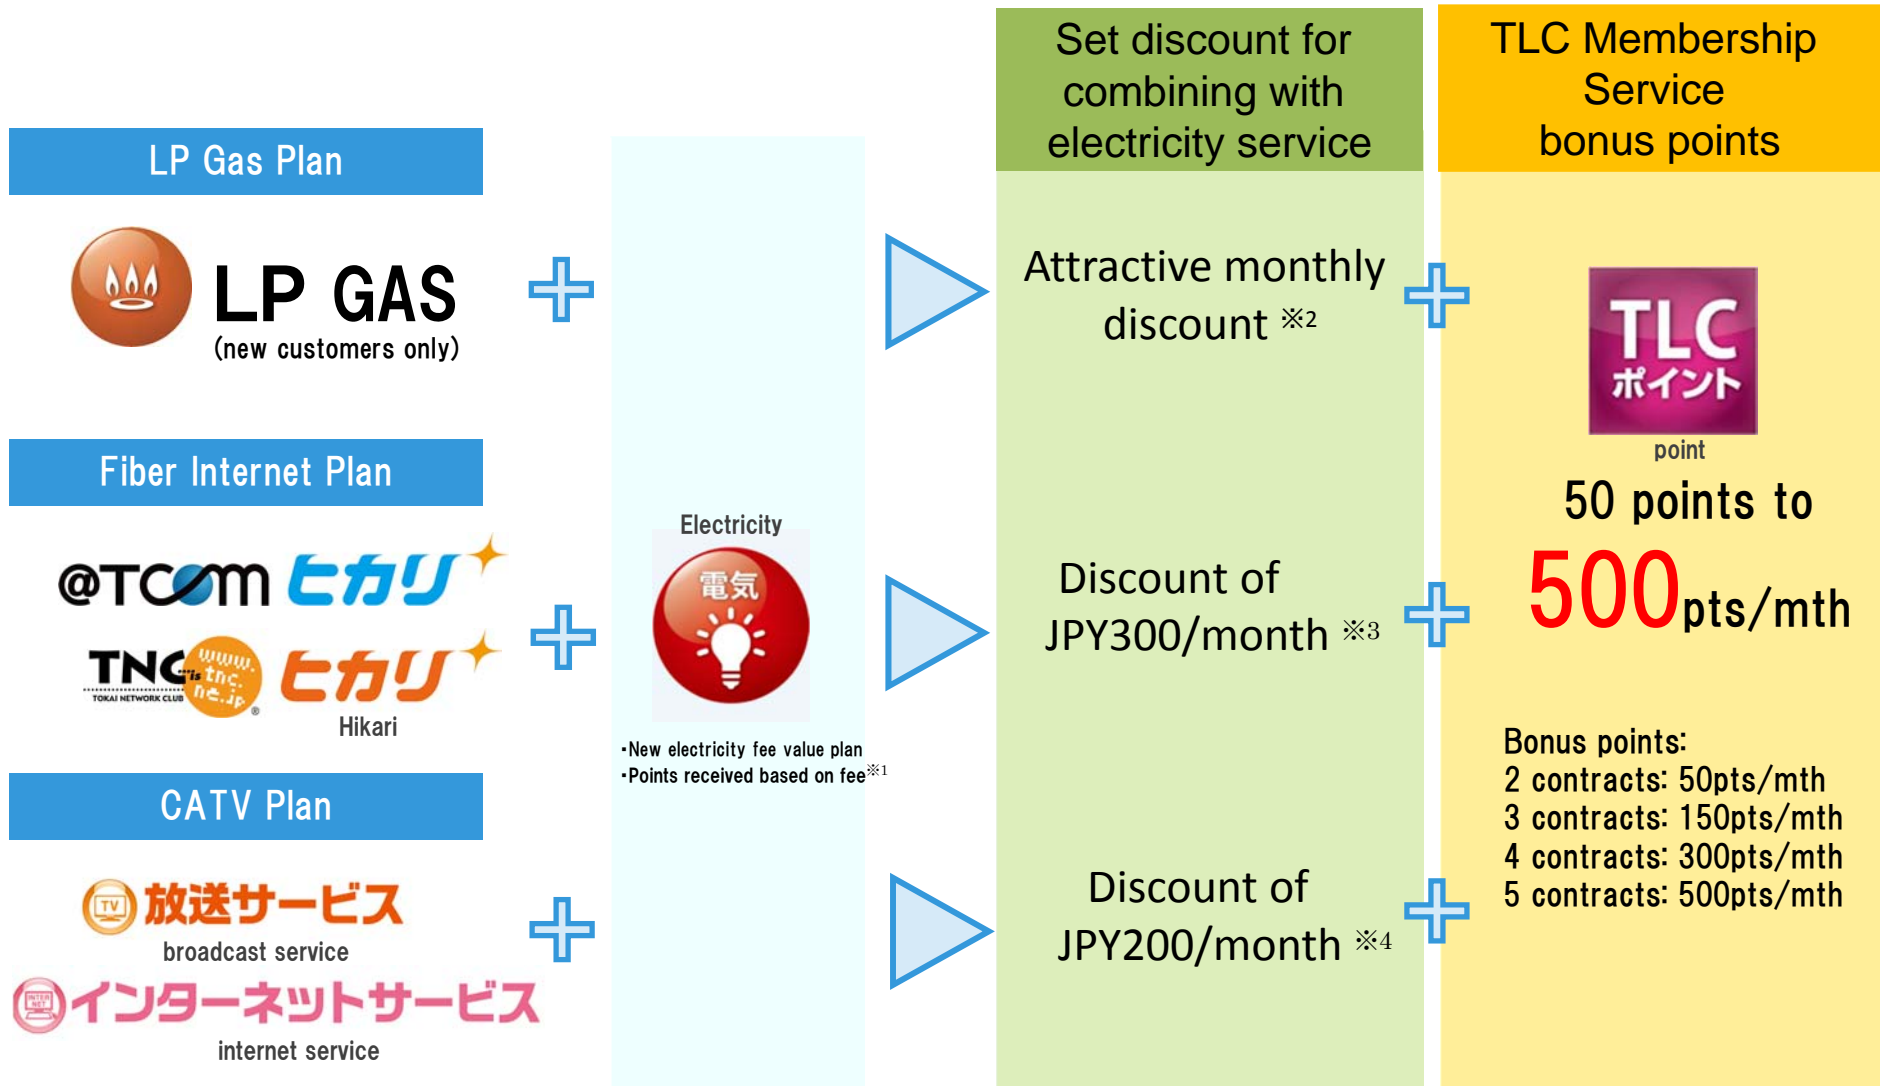 Set discount for
combining with
electricity service
TLC Membership
Service
bonus points
LP Gas Plan
LP GAS
(new customers only)
Attractive monthly
discount ※2
TLC
ポイント
point
50 points to
500pts/mth
Fiber Internet Plan
@TCOM ヒカリ
TNC is www.tnc.ne.jp ヒカリ
TOKAI NETWORK CLUB
®
Hikari
Electricity
電気
・New electricity fee value plan
・Points received based on fee※1
Discount of
JPY300/month ※3
Bonus points:
2 contracts: 50pts/mth
3 contracts: 150pts/mth
4 contracts: 300pts/mth
5 contracts: 500pts/mth
CATV Plan
TV 放送サービス
broadcast service
INTERNET インターネットサービス
internet service
Discount of
JPY200/month ※4